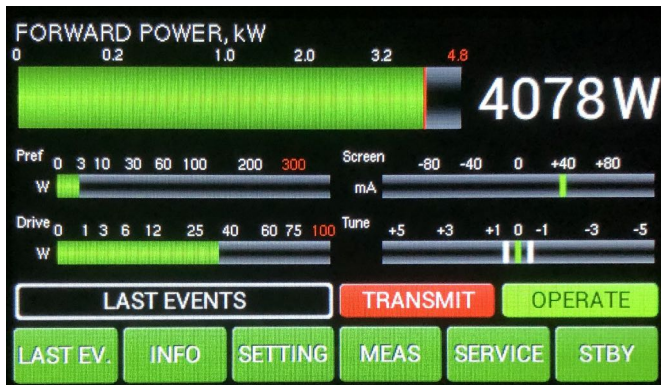 FORWARD POWER, kW
0 0.2 1.0 2.0 3.2 4.8
4078W
Pref 0 3 10 30 60 100 200 300
W
Screen -80 -40 0 +40 +80
mA
Drive 0 1 3 6 12 25 40 60 75 100
W
Tune +5 +3 +1 0 -1 -3 -5
LAST EVENTS TRANSMIT OPERATE
LAST EV. INFO SETTING MEAS SERVICE STBY